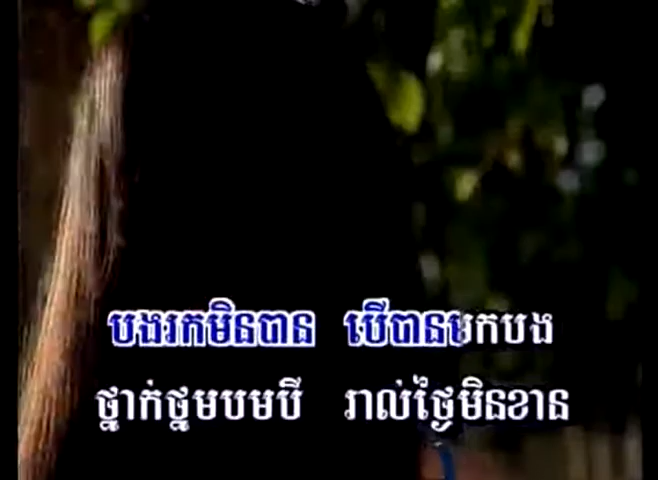 បងរកមិនបាន បើបានមកបង
ថ្នាក់ថ្នមបមបី រាល់ថ្ងៃមិនខាន